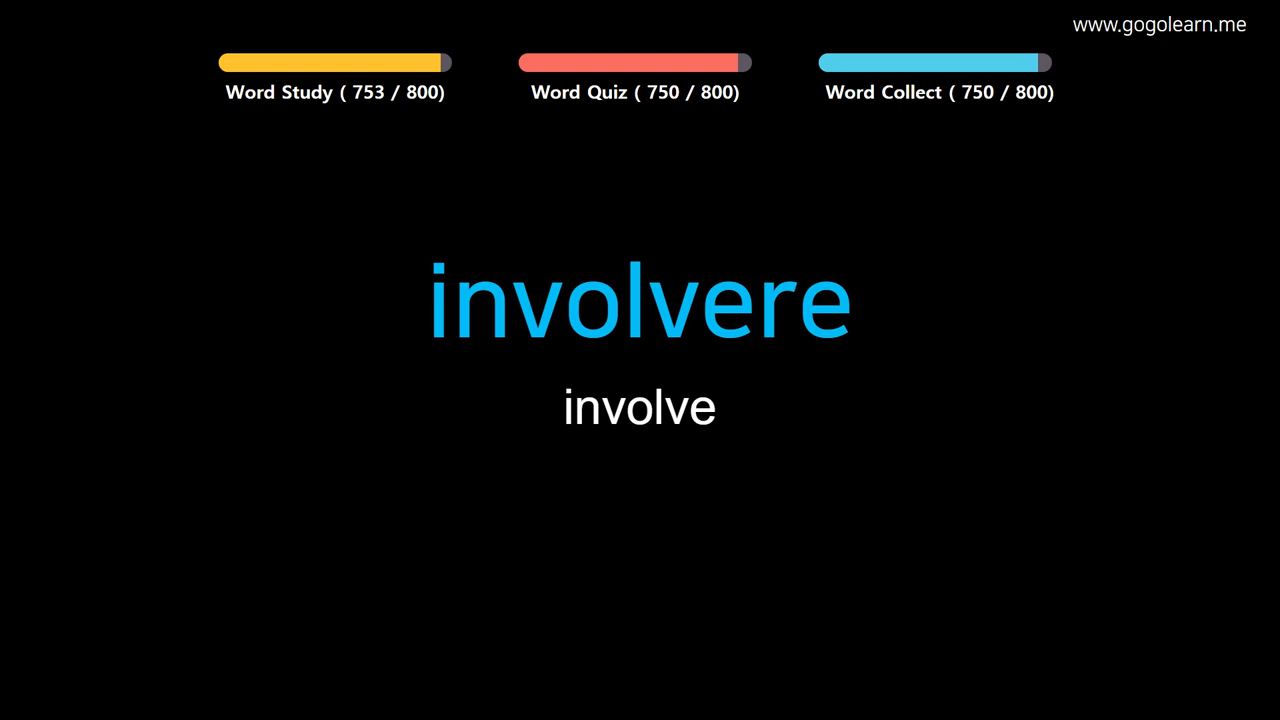 www.gogolearn.me
Word Study ( 753 / 800)
Word Quiz ( 750 / 800)
Word Collect ( 750 / 800)
involvere
involve